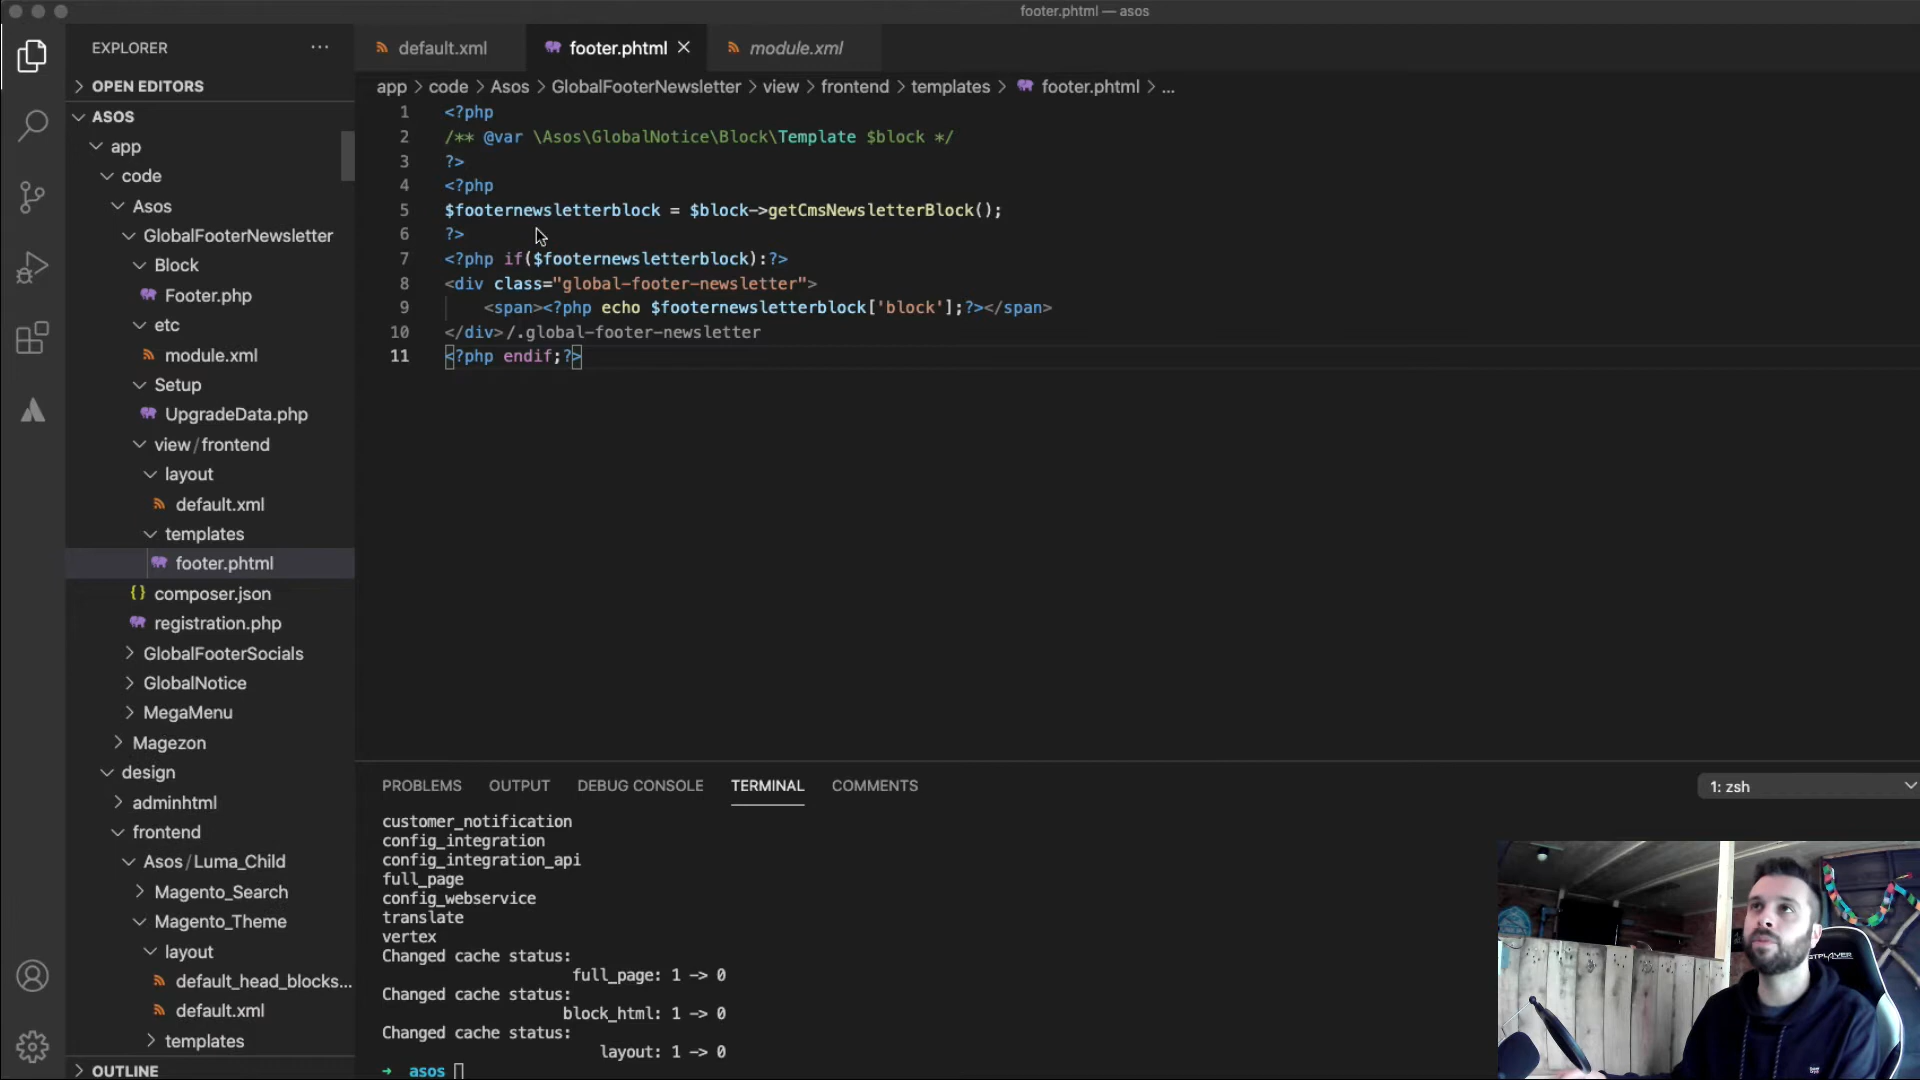 footer.phtml — asos
EXPLORER
OPEN EDITORS
ASOS
app
code
Asos
GlobalFooterNewsletter
Block
Footer.php
etc
module.xml
Setup
UpgradeData.php
view/frontend
layout
default.xml
templates
footer.phtml
composer.json
registration.php
GlobalFooterSocials
GlobalNotice
MegaMenu
Magezon
design
adminhtml
frontend
Asos/Luma_Child
Magento_Search
Magento_Theme
layout
default_head_blocks...
default.xml
templates
OUTLINE
default.xml footer.phtml module.xml
app > code > Asos > GlobalFooterNewsletter > view > frontend > templates > footer.phtml > ...
1 <?php
2 /** @var \Asos\GlobalNotice\Block\Template $block */
3 ?>
4 <?php
5 $footernewsletterblock = $block->getCmsNewsletterBlock();
6 ?>
7 <?php if($footernewsletterblock):?>
8 <div class="global-footer-newsletter">
9 <span><?php echo $footernewsletterblock['block'];?></span>
10 </div>/.global-footer-newsletter
11 <?php endif;?>
PROBLEMS OUTPUT DEBUG CONSOLE TERMINAL COMMENTS
1: zsh
customer_notification
config_integration
config_integration_api
full_page
config_webservice
translate
vertex
Changed cache status:
full_page: 1 -> 0
Changed cache status:
block_html: 1 -> 0
Changed cache status:
layout: 1 -> 0
→ asos